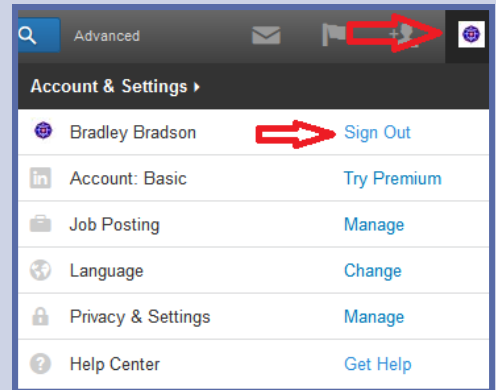 Advanced
Account & Settings ▸
Bradley Bradson Sign Out
in Account: Basic Try Premium
Job Posting Manage
Language Change
Privacy & Settings Manage
? Help Center Get Help